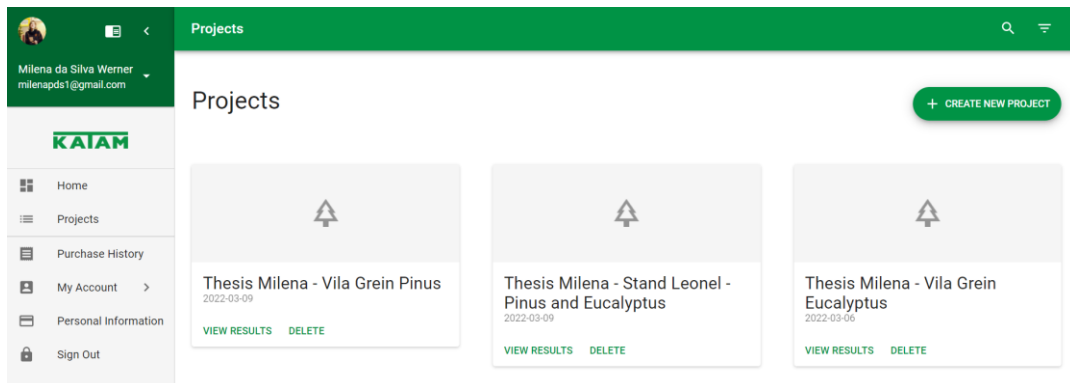 Projects
Milena da Silva Werner
milenapds1@gmail.com
KATAM
Home
Projects
Purchase History
My Account
Personal Information
Sign Out
Projects
+ CREATE NEW PROJECT
Thesis Milena - Vila Grein Pinus
2022-03-09
VIEW RESULTS DELETE
Thesis Milena - Stand Leonel -
Pinus and Eucalyptus
2022-03-09
VIEW RESULTS DELETE
Thesis Milena - Vila Grein
Eucalyptus
2022-03-06
VIEW RESULTS DELETE